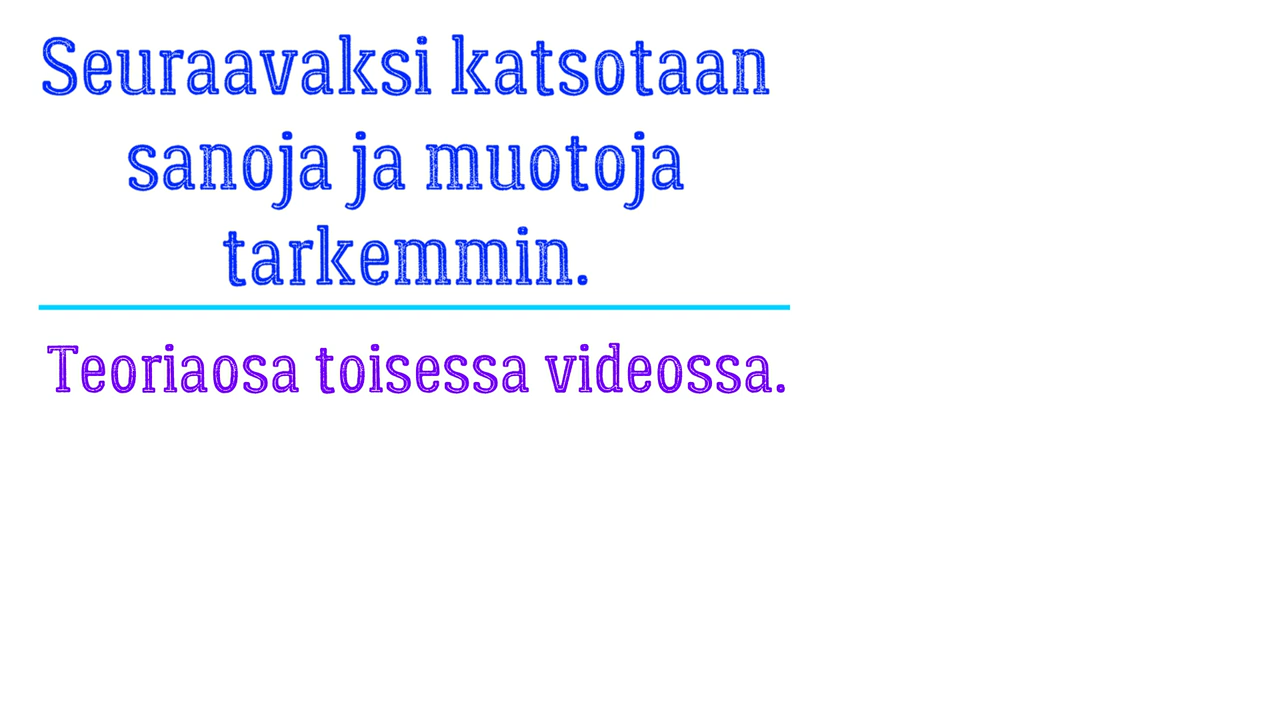 Seuraavaksi katsotaan
sanoja ja muotoja
tarkemmin.
Teoriaosa toisessa videossa.